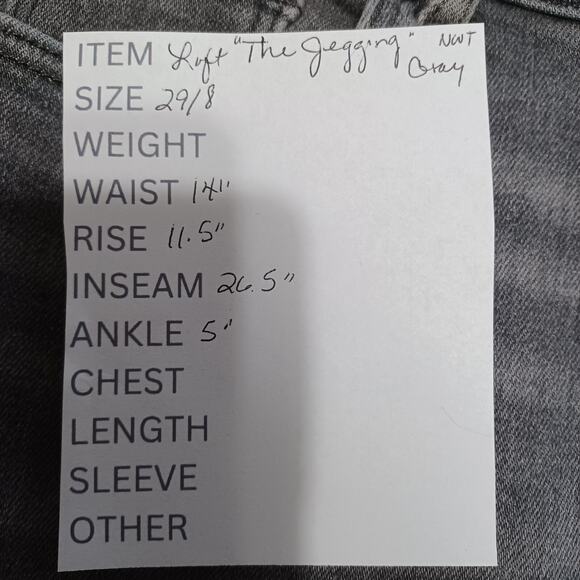 ITEM Loft "The Jegging" NWT
Gray
SIZE 29/8
WEIGHT
WAIST 14"
RISE 11.5"
INSEAM 26.5"
ANKLE 5"
CHEST
LENGTH
SLEEVE
OTHER